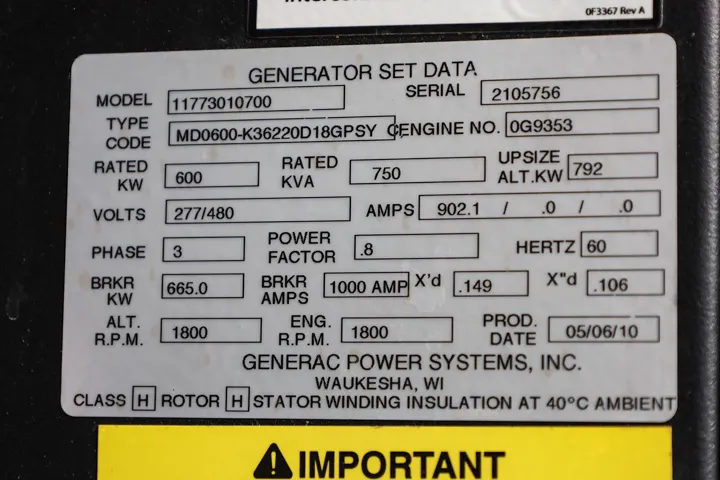 0F3367 Rev A
GENERATOR SET DATA
MODEL 11773010700 SERIAL 2105756
TYPE CODE MD0600-K36220D18GPSY C ENGINE NO. 0G9353
RATED KW 600 RATED KVA 750 UPSIZE ALT.KW 792
VOLTS 277/480 AMPS 902.1 / .0 / .0
PHASE 3 POWER FACTOR .8 HERTZ 60
BRKR KW 665.0 BRKR AMPS 1000 AMP X'd .149 X"d .106
ALT. R.P.M. 1800 ENG. R.P.M. 1800 PROD. DATE 05/06/10
GENERAC POWER SYSTEMS, INC.
WAUKESHA, WI
CLASS H ROTOR H STATOR WINDING INSULATION AT 40°C AMBIENT
IMPORTANT